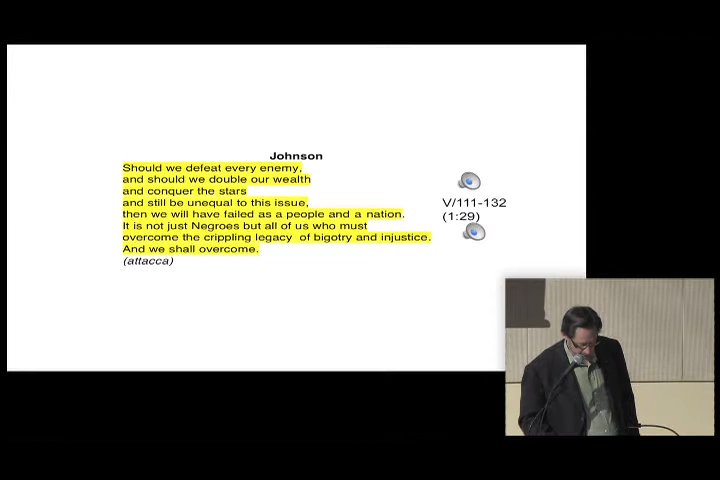 Johnson
Should we defeat every enemy,
and should we double our wealth
and conquer the stars
and still be unequal to this issue,
then we will have failed as a people and a nation.
It is not just Negroes but all of us who must
overcome the crippling legacy of bigotry and injustice.
And we shall overcome.
(attacca)
V/111-132
(1:29)